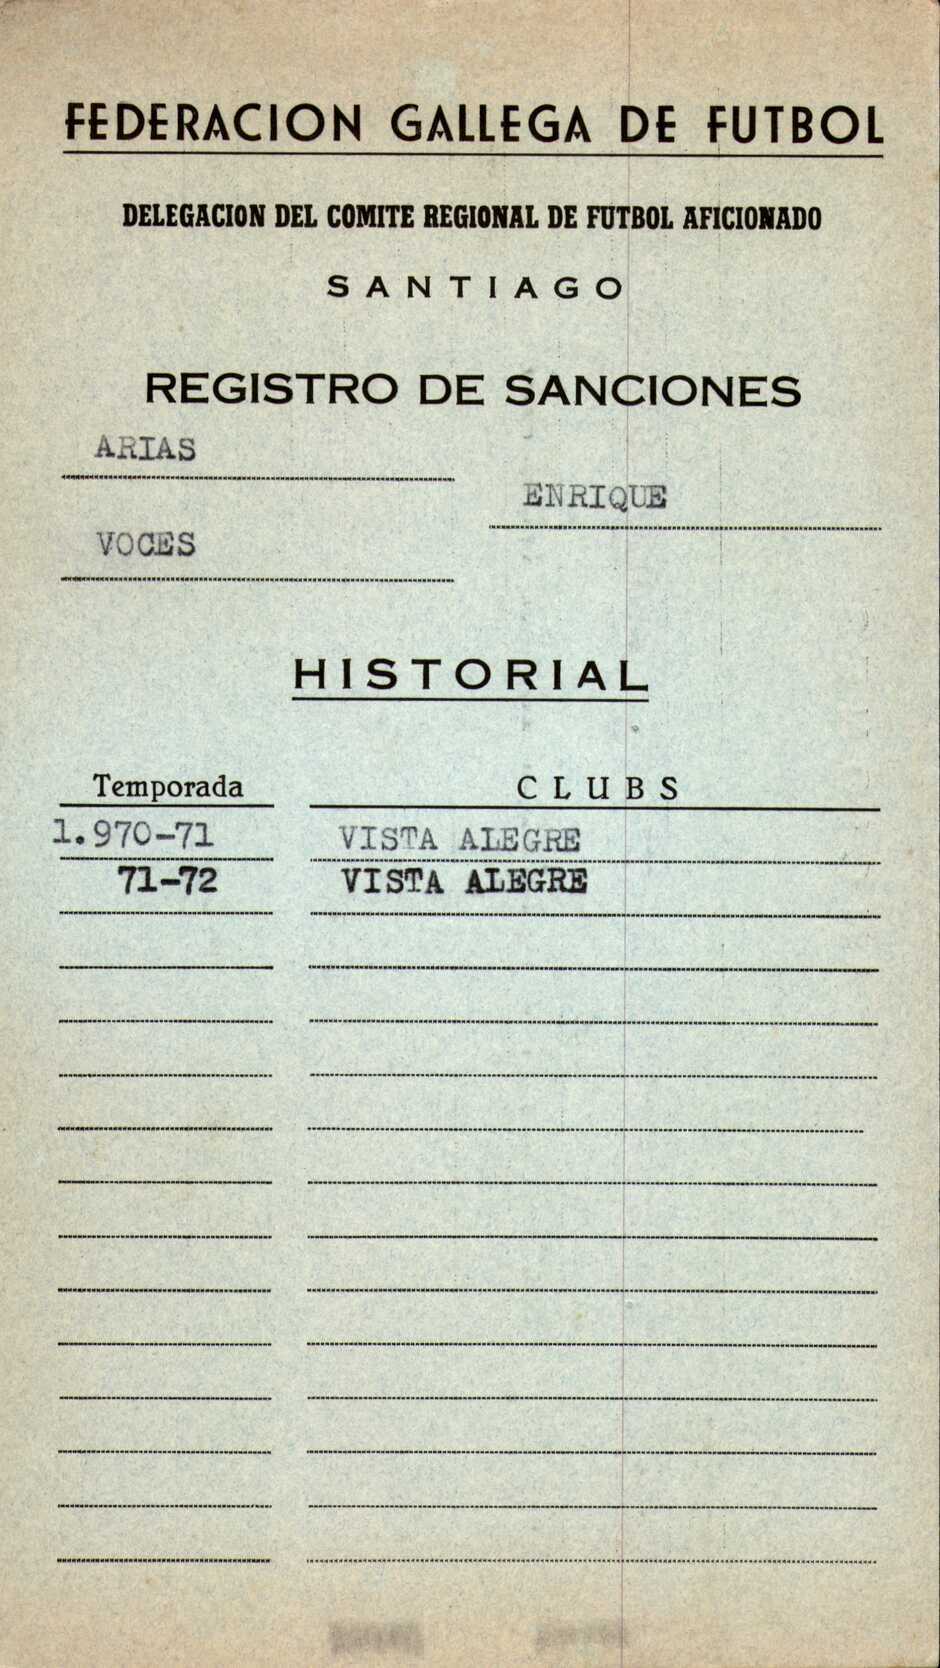 FEDERACION GALLEGA DE FUTBOL
DELEGACION DEL COMITE REGIONAL DE FUTBOL AFICIONADO
SANTIAGO
REGISTRO DE SANCIONES
ARIAS
ENRIQUE
VOCES
HISTORIAL
Temporada CLUBS
1.970-71 VISTA ALEGRE
71-72 VISTA ALEGRE